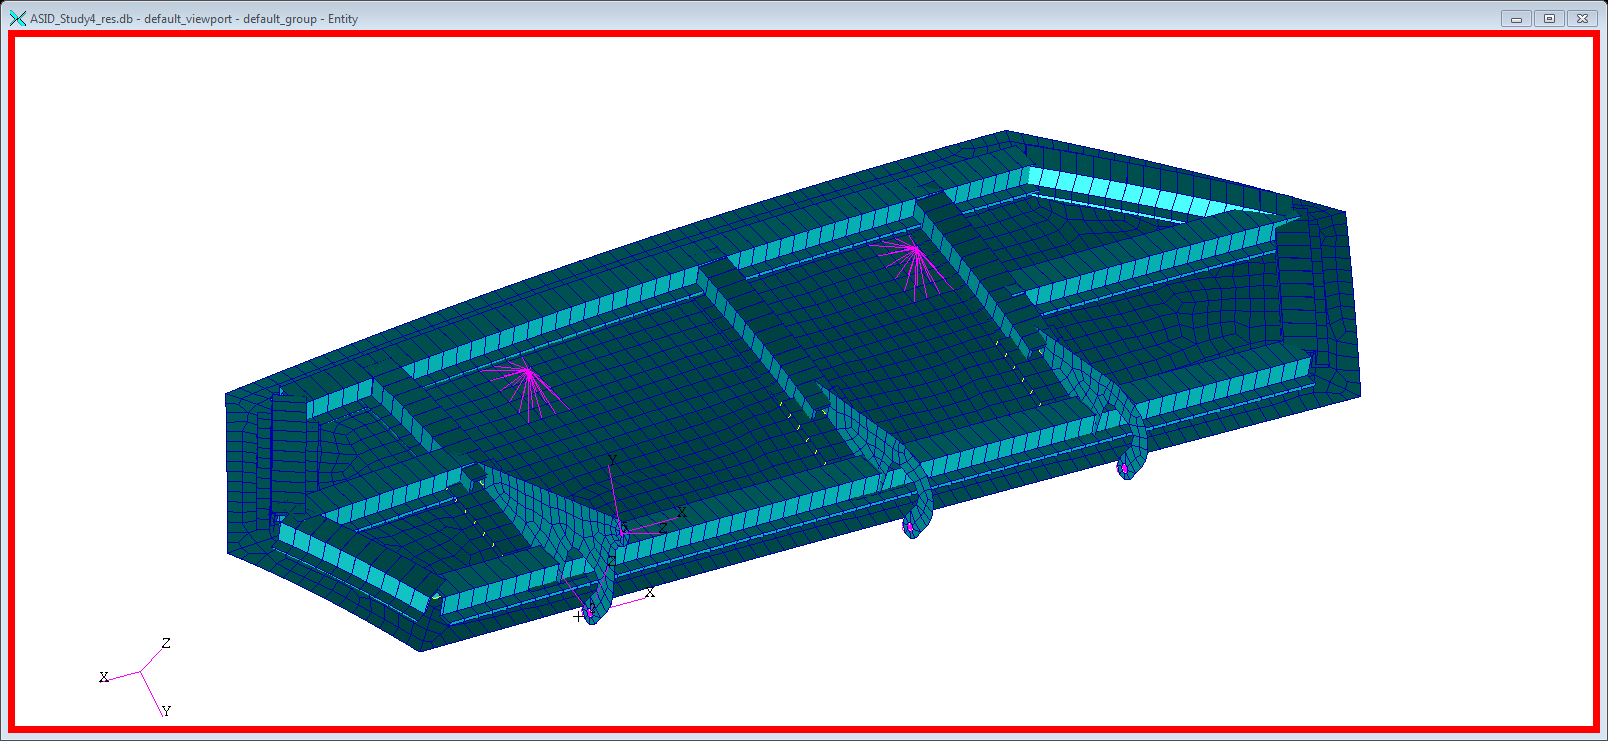 ASID_Study4_res.db - default_viewport - default_group - Entity
Y
X
Z
Z
X
Z
X
Y